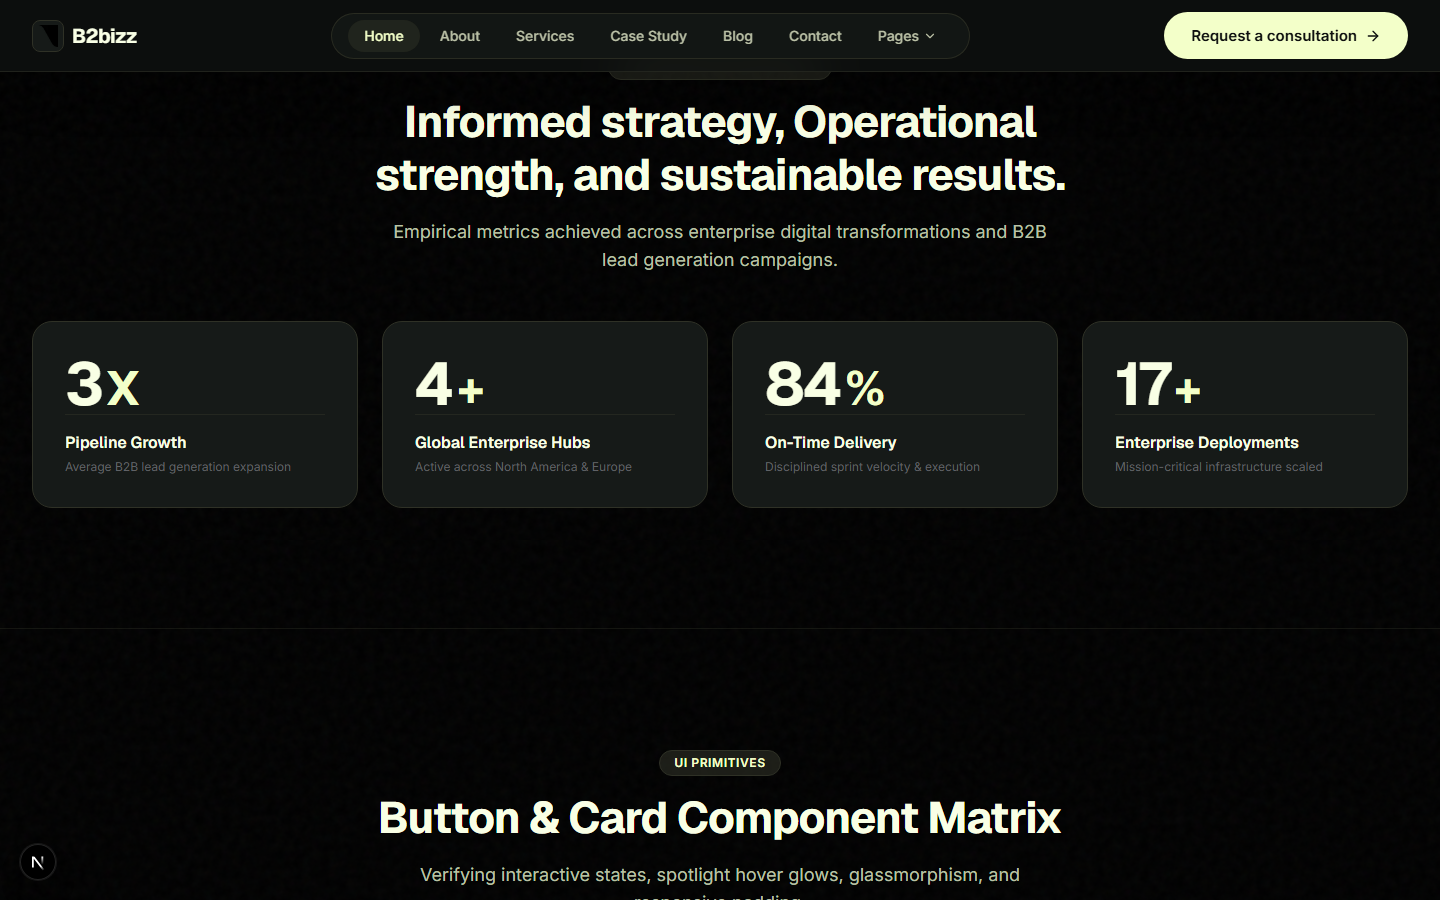 B2bizz
Home
About
Services
Case Study
Blog
Contact
Pages
Request a consultation
Informed strategy, Operational
strength, and sustainable results.
Empirical metrics achieved across enterprise digital transformations and B2B
lead generation campaigns.
3X
Pipeline Growth
Average B2B lead generation expansion
4+
Global Enterprise Hubs
Active across North America & Europe
84%
On-Time Delivery
Disciplined sprint velocity & execution
17+
Enterprise Deployments
Mission-critical infrastructure scaled
UI PRIMITIVES
Button & Card Component Matrix
Verifying interactive states, spotlight hover glows, glassmorphism, and
responsive padding.
N